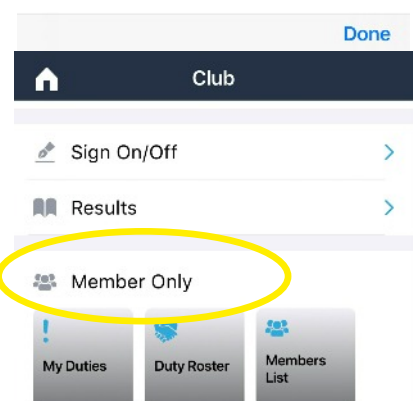 Done
Club
Sign On/Off
Results
Member Only
My Duties
Duty Roster
Members
List